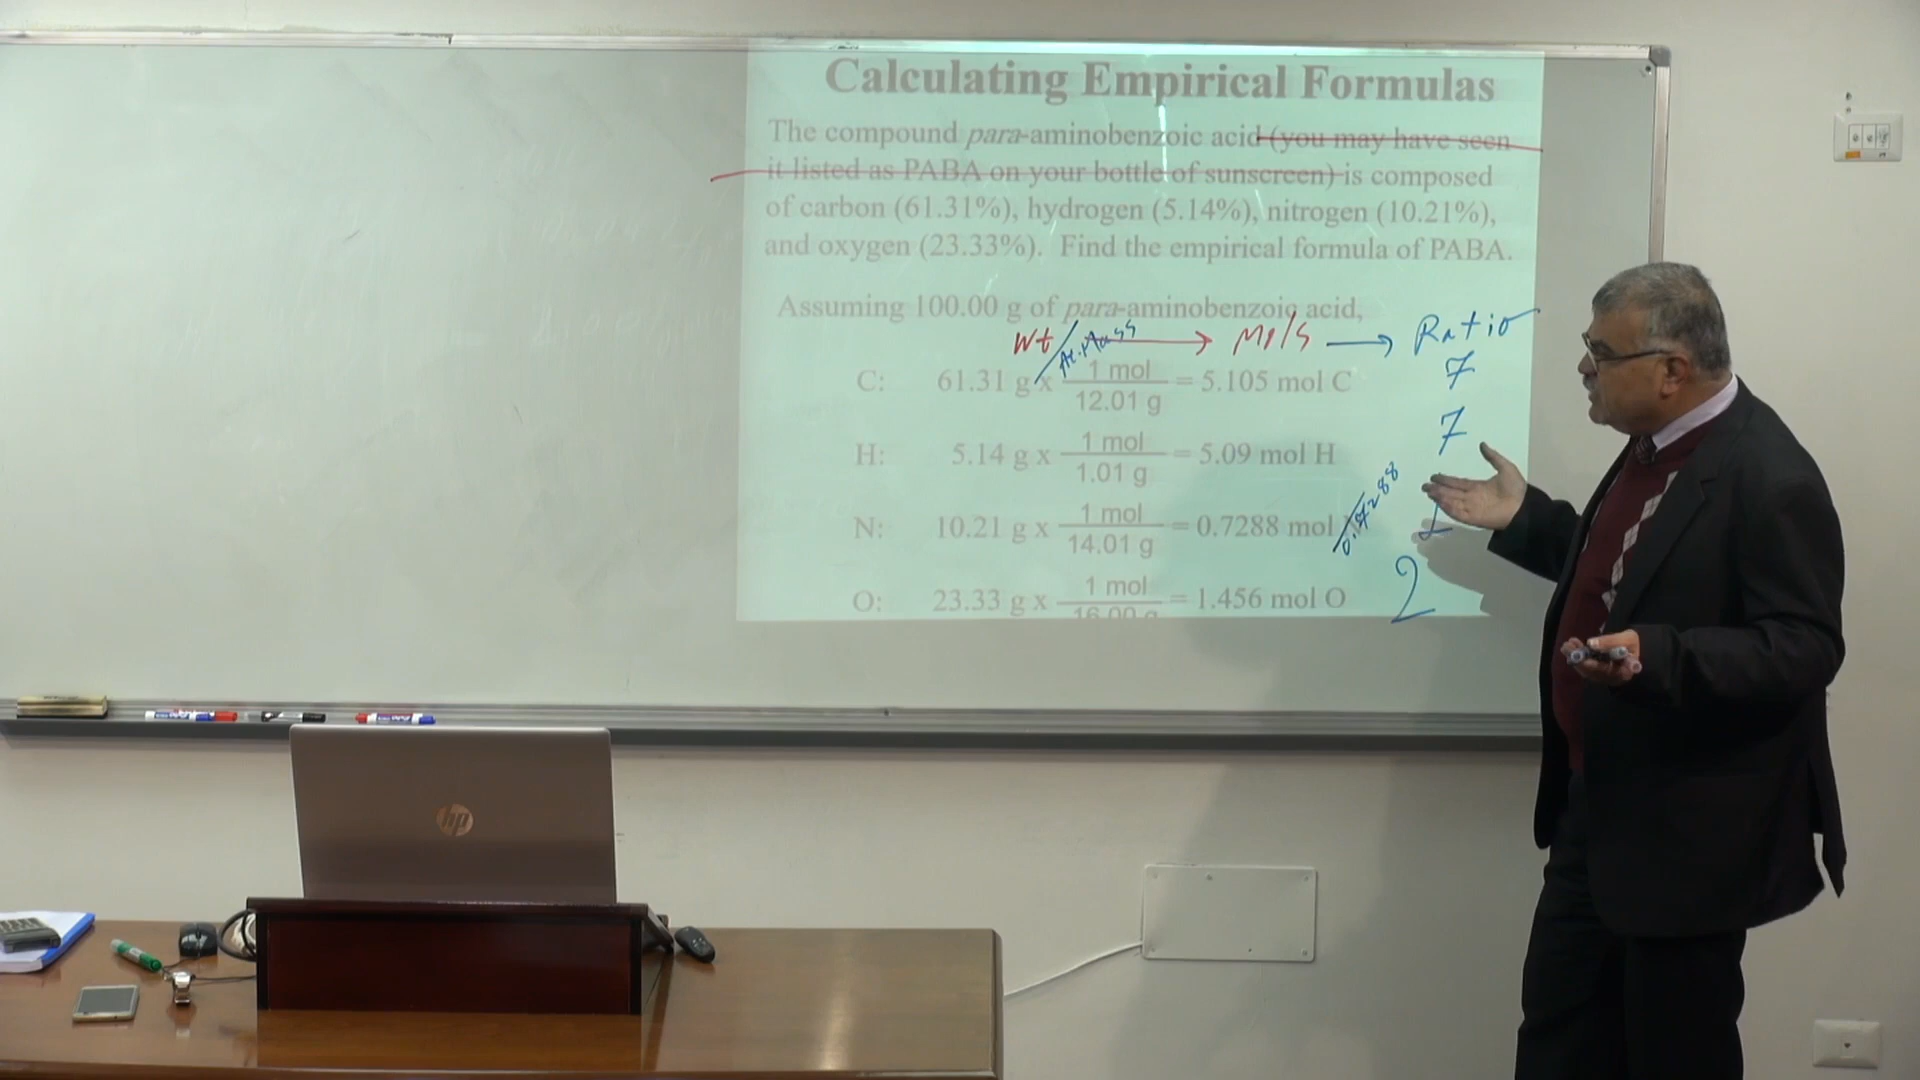 Calculating Empirical Formulas
The compound para-aminobenzoic acid (you may have seen
it listed as PABA on your bottle of sunscreen) is composed
of carbon (61.31%), hydrogen (5.14%), nitrogen (10.21%),
and oxygen (23.33%). Find the empirical formula of PABA.
Assuming 100.00 g of para-aminobenzoic acid,
Wt/At.Mass → Mols → Ratio
C: 61.31 g x 1 mol / 12.01 g = 5.105 mol C 7
H: 5.14 g x 1 mol / 1.01 g = 5.09 mol H 7
N: 10.21 g x 1 mol / 14.01 g = 0.7288 mol 1
O: 23.33 g x 1 mol / 16.00 g = 1.456 mol O 2
hp